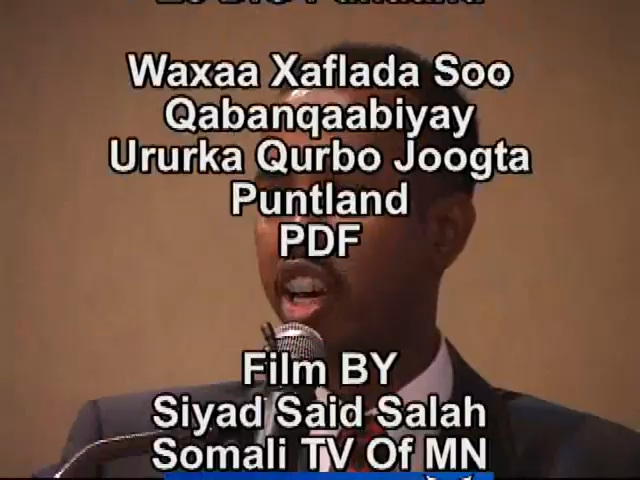 Waxaa Xaflada Soo
Qabanqaabiyay
Ururka Qurbo Joogta
Puntland
PDF
Film BY
Siyad Said Salah
Somali TV Of MN